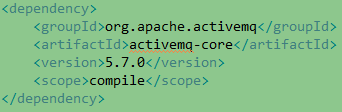 <dependency>
    <groupId>org.apache.activemq</groupId>
    <artifactId>activemq-core</artifactId>
    <version>5.7.0</version>
    <scope>compile</scope>
</dependency>